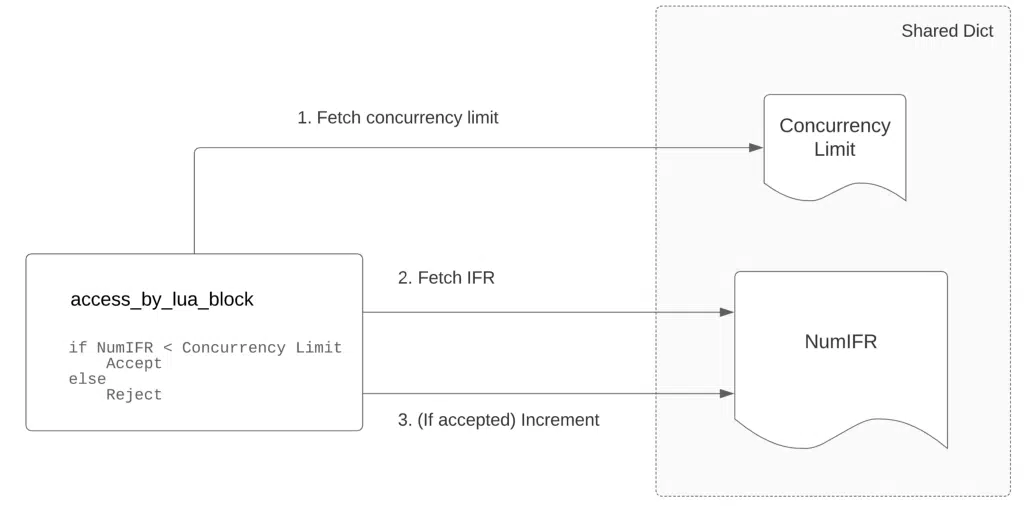 Shared Dict
1. Fetch concurrency limit
Concurrency
Limit
2. Fetch IFR
access_by_lua_block
if NumIFR < Concurrency Limit
    Accept
else
    Reject
NumIFR
3. (If accepted) Increment